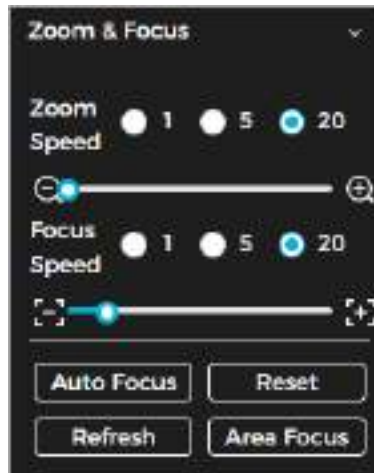 Zoom & Focus
Zoom Speed 1 5 20
Focus Speed 1 5 20
Auto Focus Reset
Refresh Area Focus